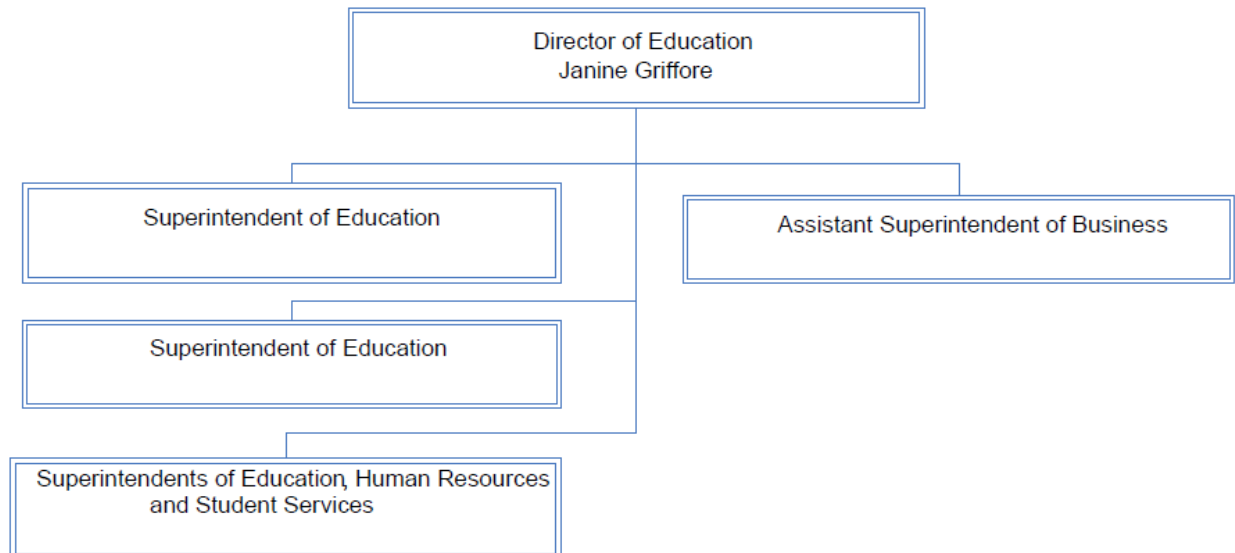 Director of Education
Janine Griffore
Superintendent of Education
Assistant Superintendent of Business
Superintendent of Education
Superintendents of Education, Human Resources
and Student Services